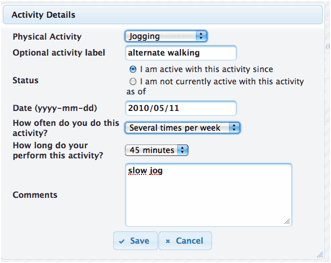 Activity Details
Physical Activity Jogging
Optional activity label alternate walking
Status I am active with this activity since
I am not currently active with this activity
as of
Date (yyyy-mm-dd) 2010/05/11
How often do you do this
activity? Several times per week
How long do your
perform this activity? 45 minutes
Comments slow jog
Save Cancel